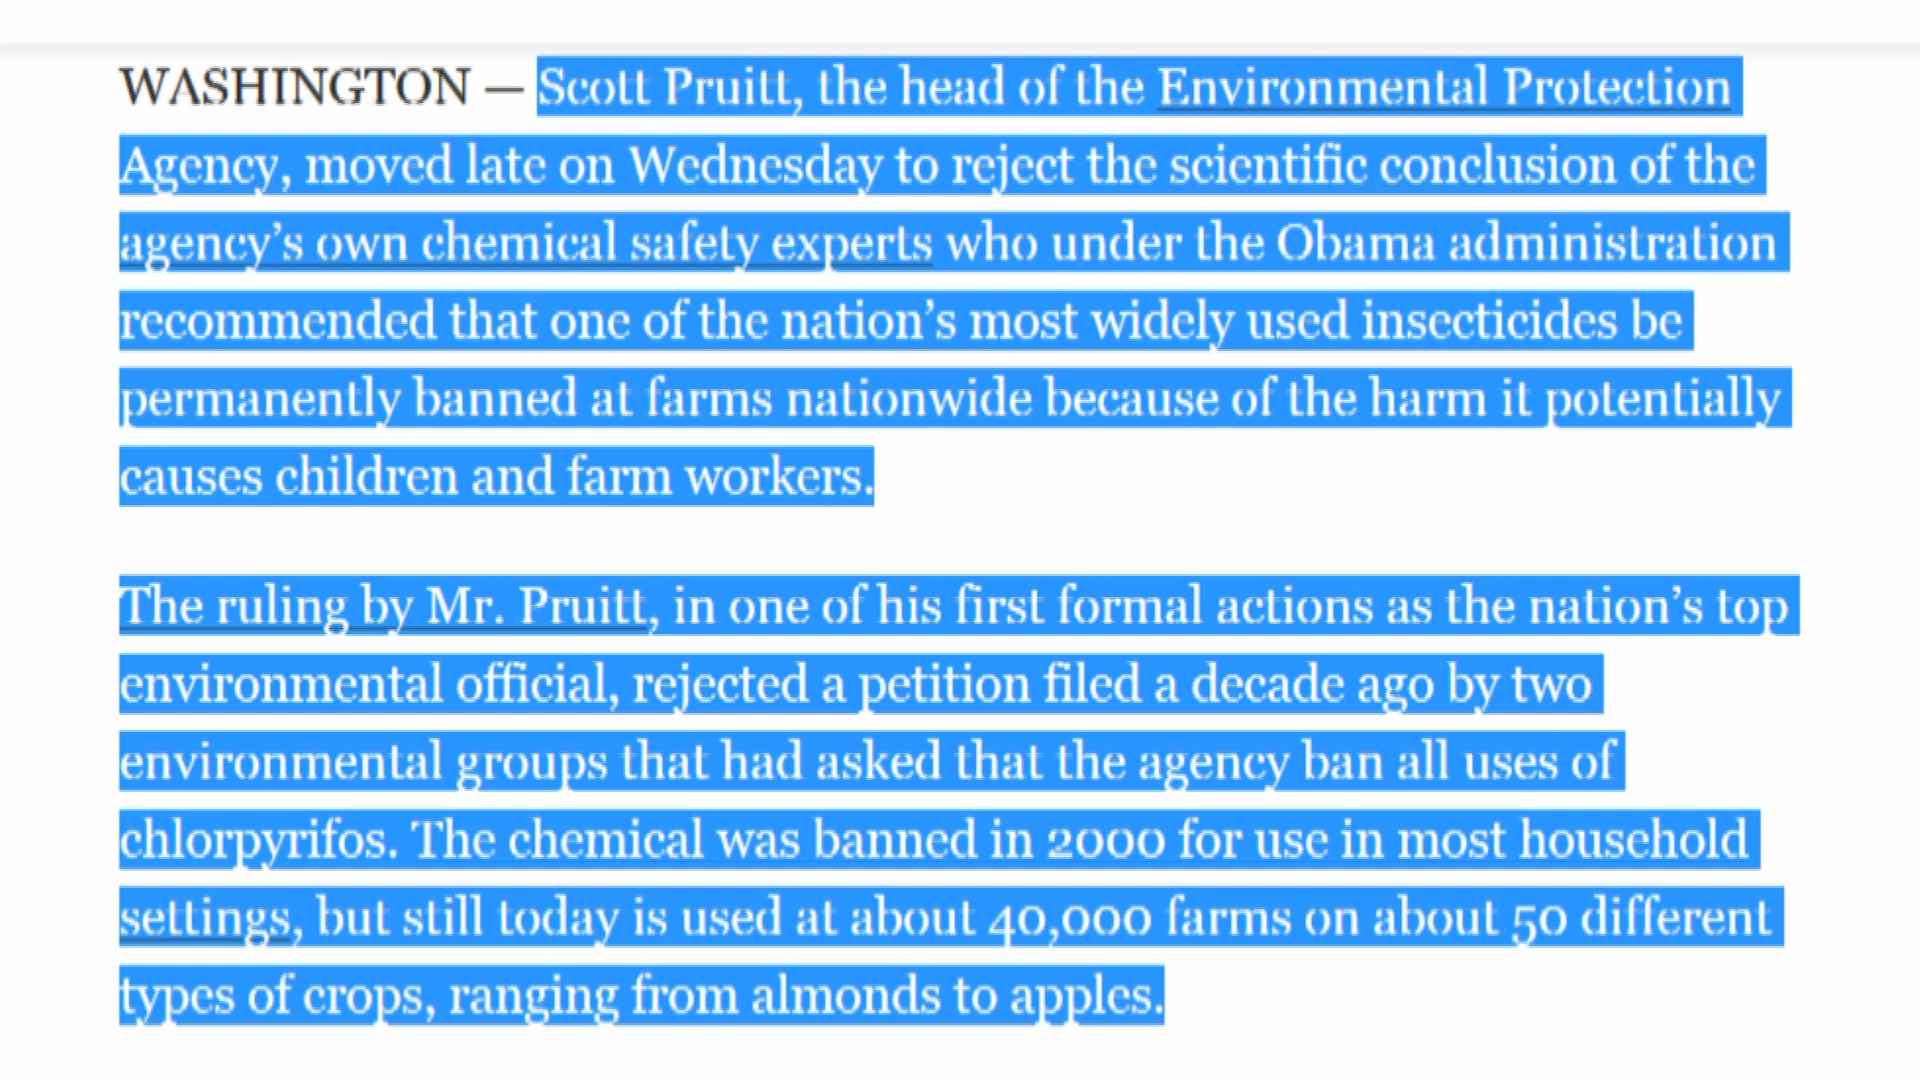 WASHINGTON — Scott Pruitt, the head of the Environmental Protection
Agency, moved late on Wednesday to reject the scientific conclusion of the
agency’s own chemical safety experts who under the Obama administration
recommended that one of the nation’s most widely used insecticides be
permanently banned at farms nationwide because of the harm it potentially
causes children and farm workers.
The ruling by Mr. Pruitt, in one of his first formal actions as the nation’s top
environmental official, rejected a petition filed a decade ago by two
environmental groups that had asked that the agency ban all uses of
chlorpyrifos. The chemical was banned in 2000 for use in most household
settings, but still today is used at about 40,000 farms on about 50 different
types of crops, ranging from almonds to apples.